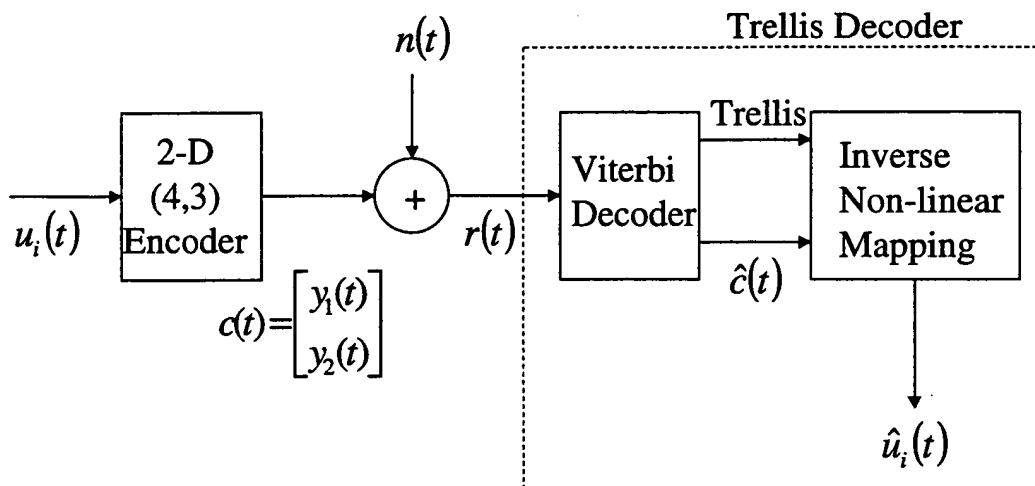 Trellis Decoder
n(t)
2-D
(4,3)
Encoder
u_i(t)
+
r(t)
c(t)=[y_1(t)
y_2(t)]
Viterbi
Decoder
Trellis
ĉ(t)
Inverse
Non-linear
Mapping
û_i(t)